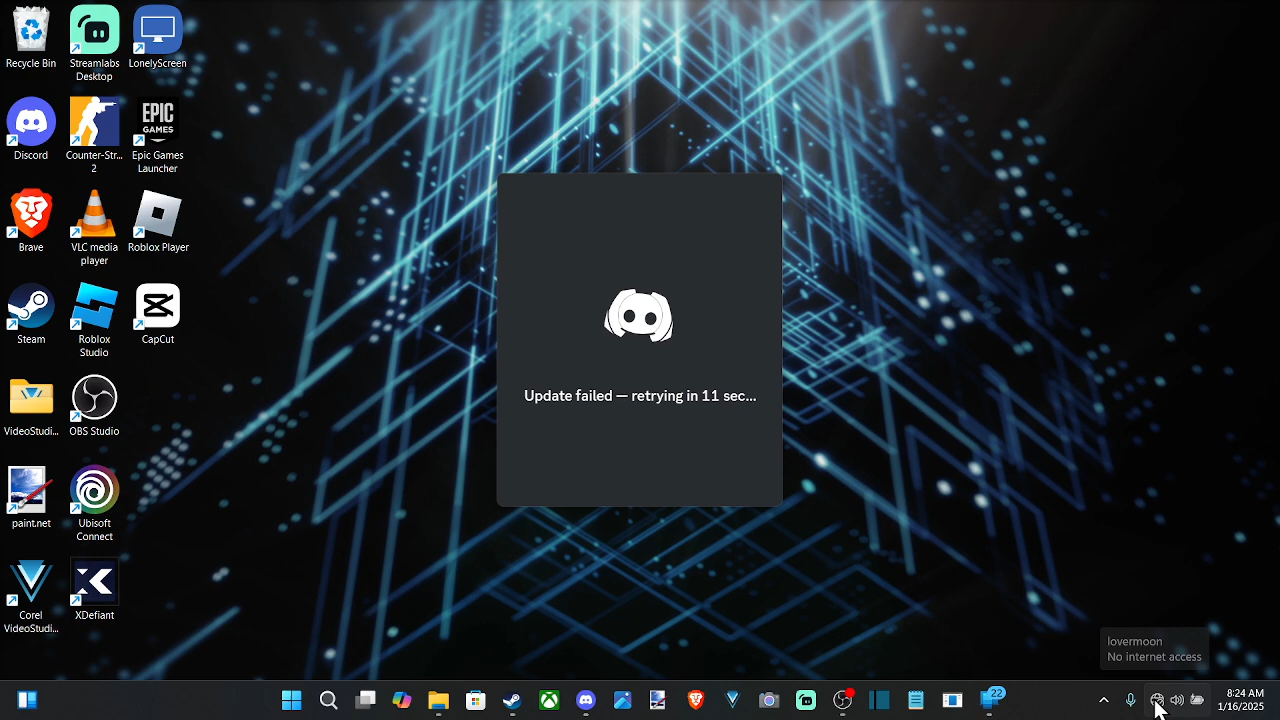 Recycle Bin
Streamlabs
Desktop
LonelyScreen
Discord
Counter-Str...
2
EPIC
GAMES
Epic Games
Launcher
Brave
VLC media
player
Roblox Player
Steam
Roblox
Studio
CapCut
VideoStudi...
OBS Studio
paint.net
Ubisoft
Connect
Corel
VideoStudi...
XDefiant
Update failed — retrying in 11 sec...
lovermoon
No internet access
22
8:24 AM
1/16/2025